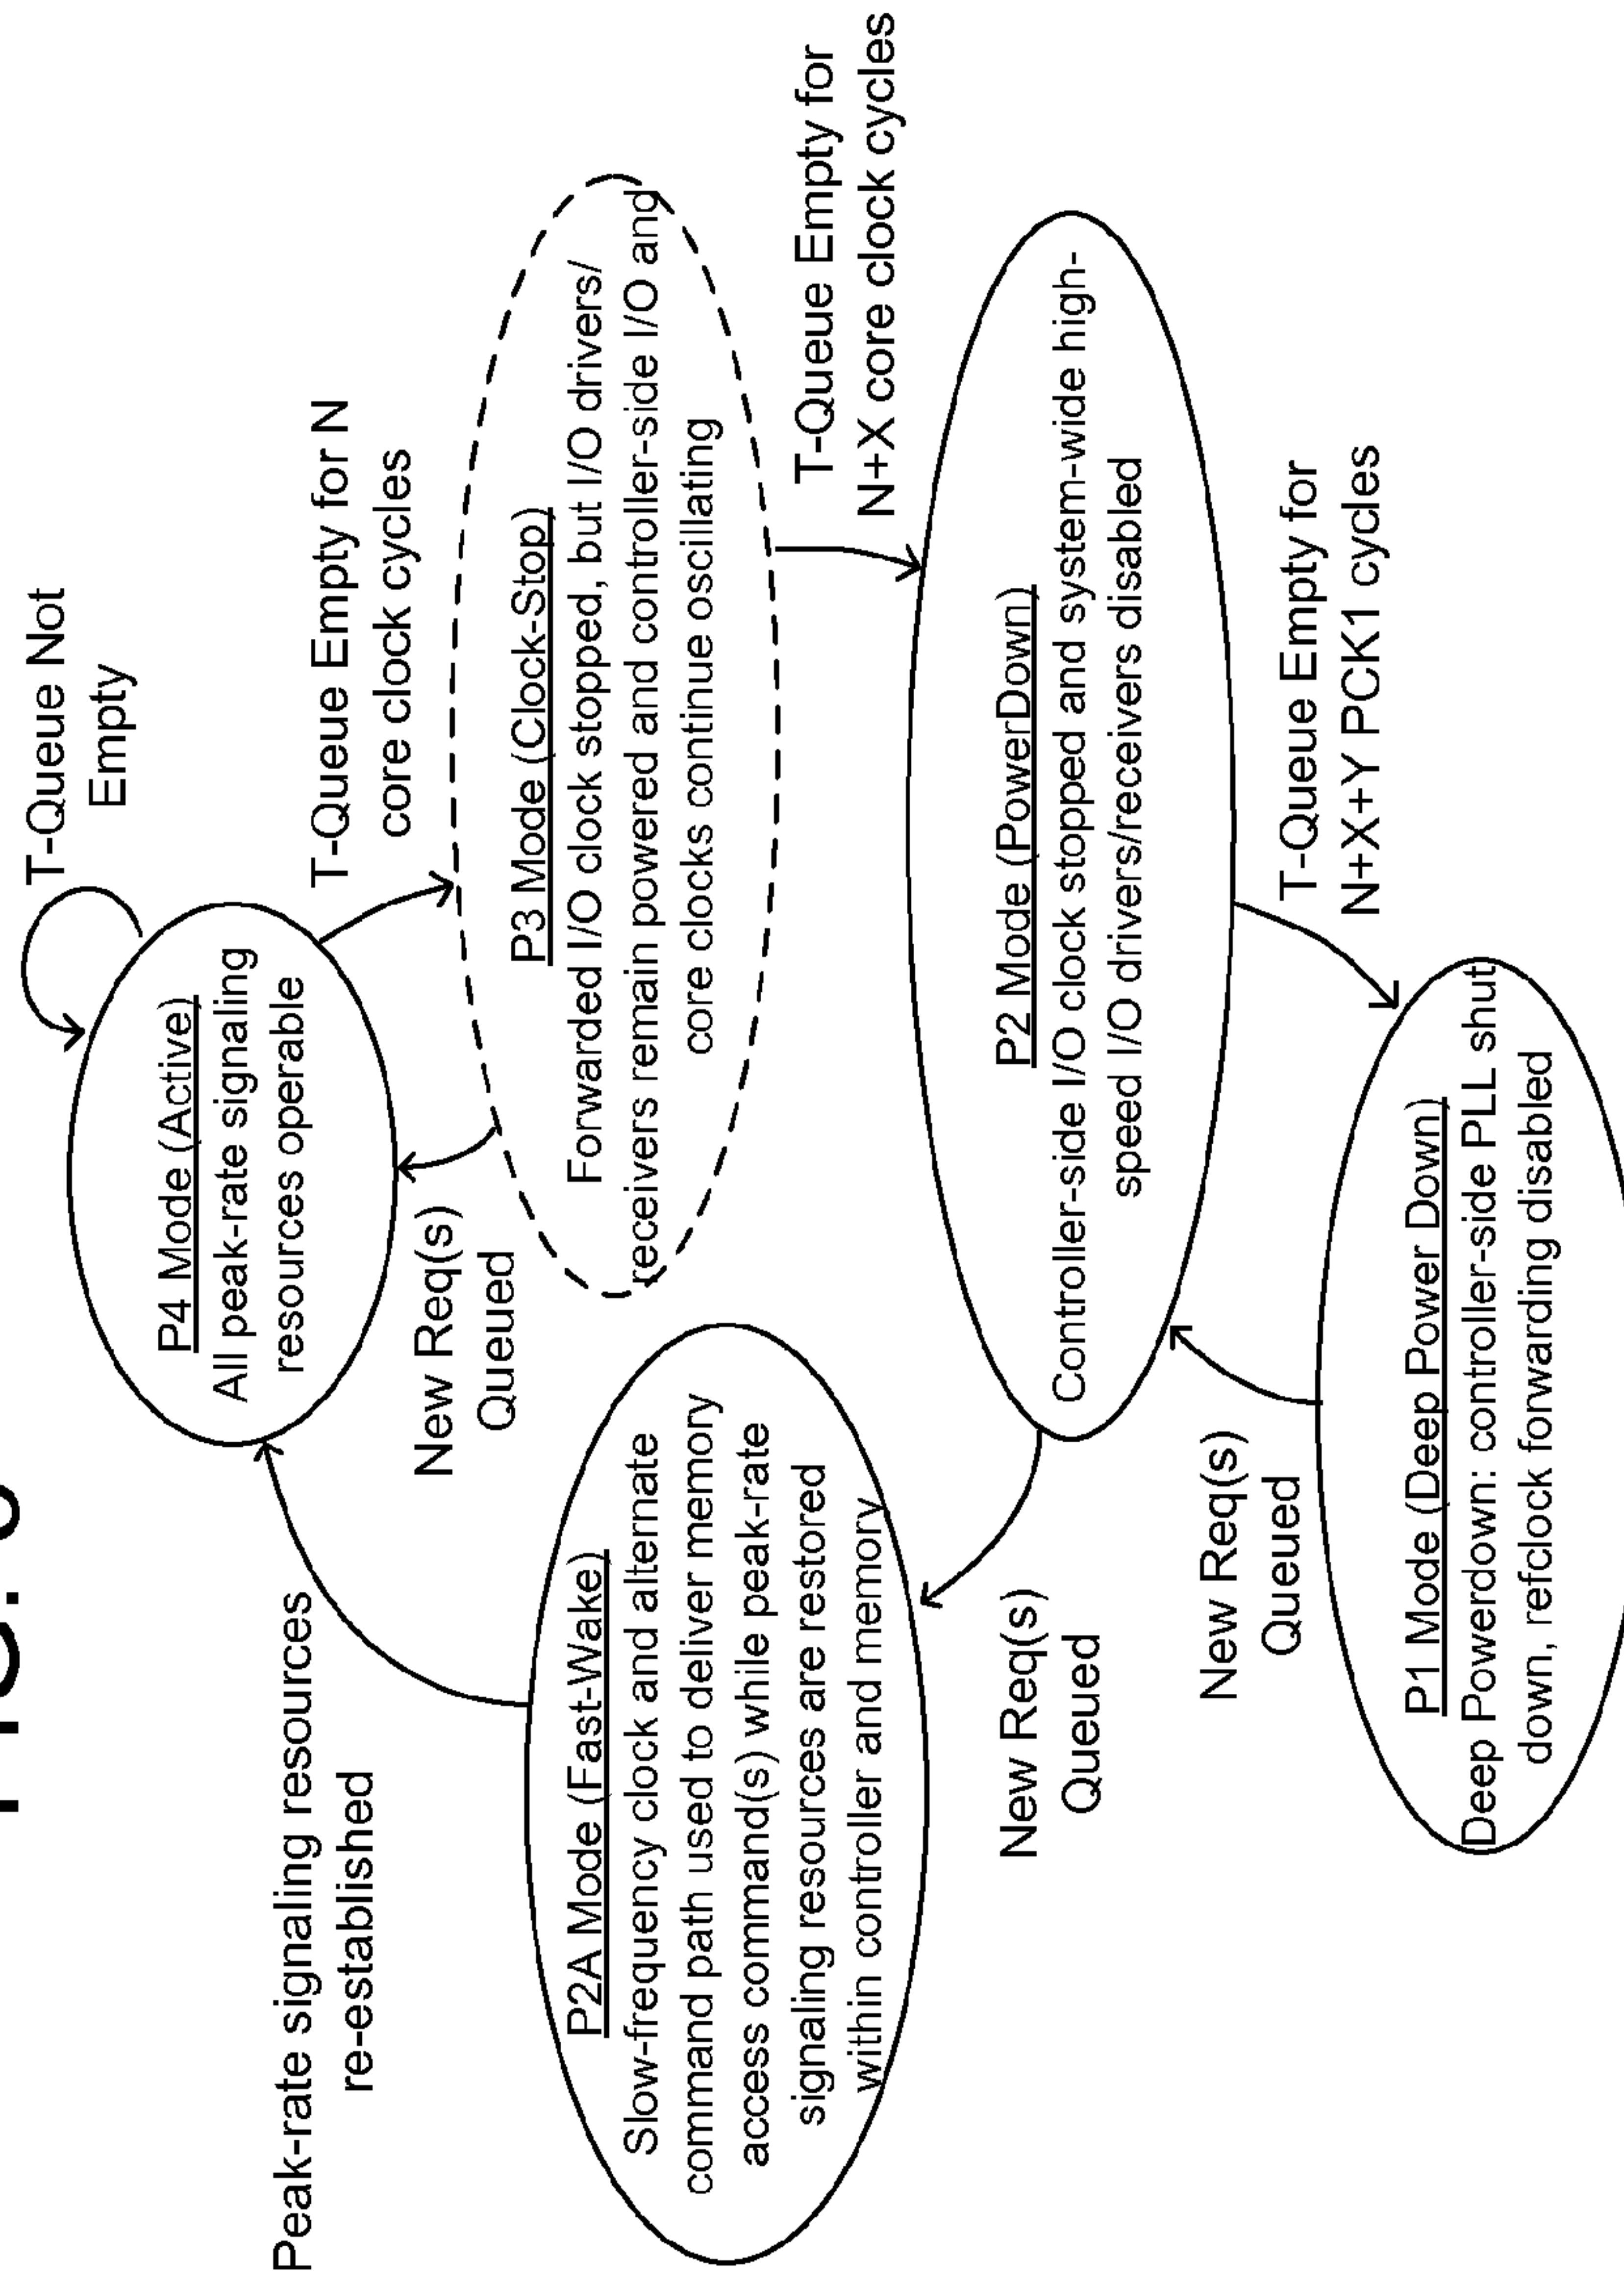 T-Queue Not
Empty
P4 Mode (Active)
All peak-rate signaling
resources operable
Peak-rate signaling resources
re-established
New Req(s)
Queued
T-Queue Empty for N
core clock cycles
P2A Mode (Fast-Wake)
Slow-frequency clock and alternate
command path used to deliver memory
access command(s) while peak-rate
signaling resources are restored
within controller and memory
P3 Mode (Clock-Stop)
Forwarded I/O clock stopped, but I/O drivers/
receivers remain powered and controller-side I/O and
core clocks continue oscillating
T-Queue Empty for
N+X core clock cycles
New Req(s)
Queued
P2 Mode (PowerDown)
Controller-side I/O clock stopped and system-wide high-
speed I/O drivers/receivers disabled
New Req(s)
Queued
T-Queue Empty for
N+X+Y PCK1 cycles
P1 Mode (Deep Power Down)
Deep Powerdown: controller-side PLL shut
down, refclock forwarding disabled